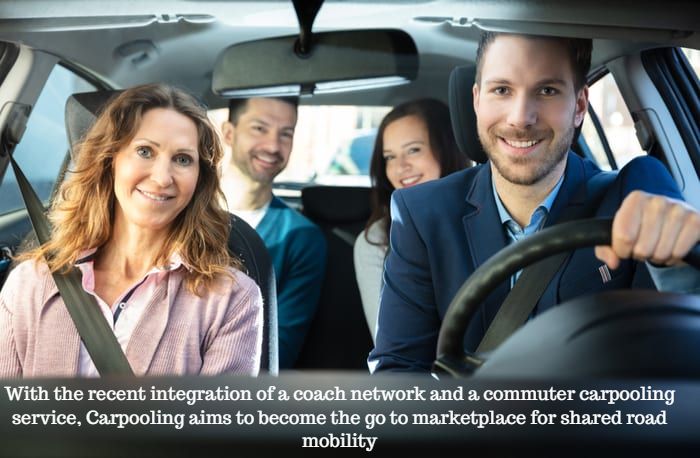 With the recent integration of a coach network and a commuter carpooling
service, Carpooling aims to become the go to marketplace for shared road
mobility